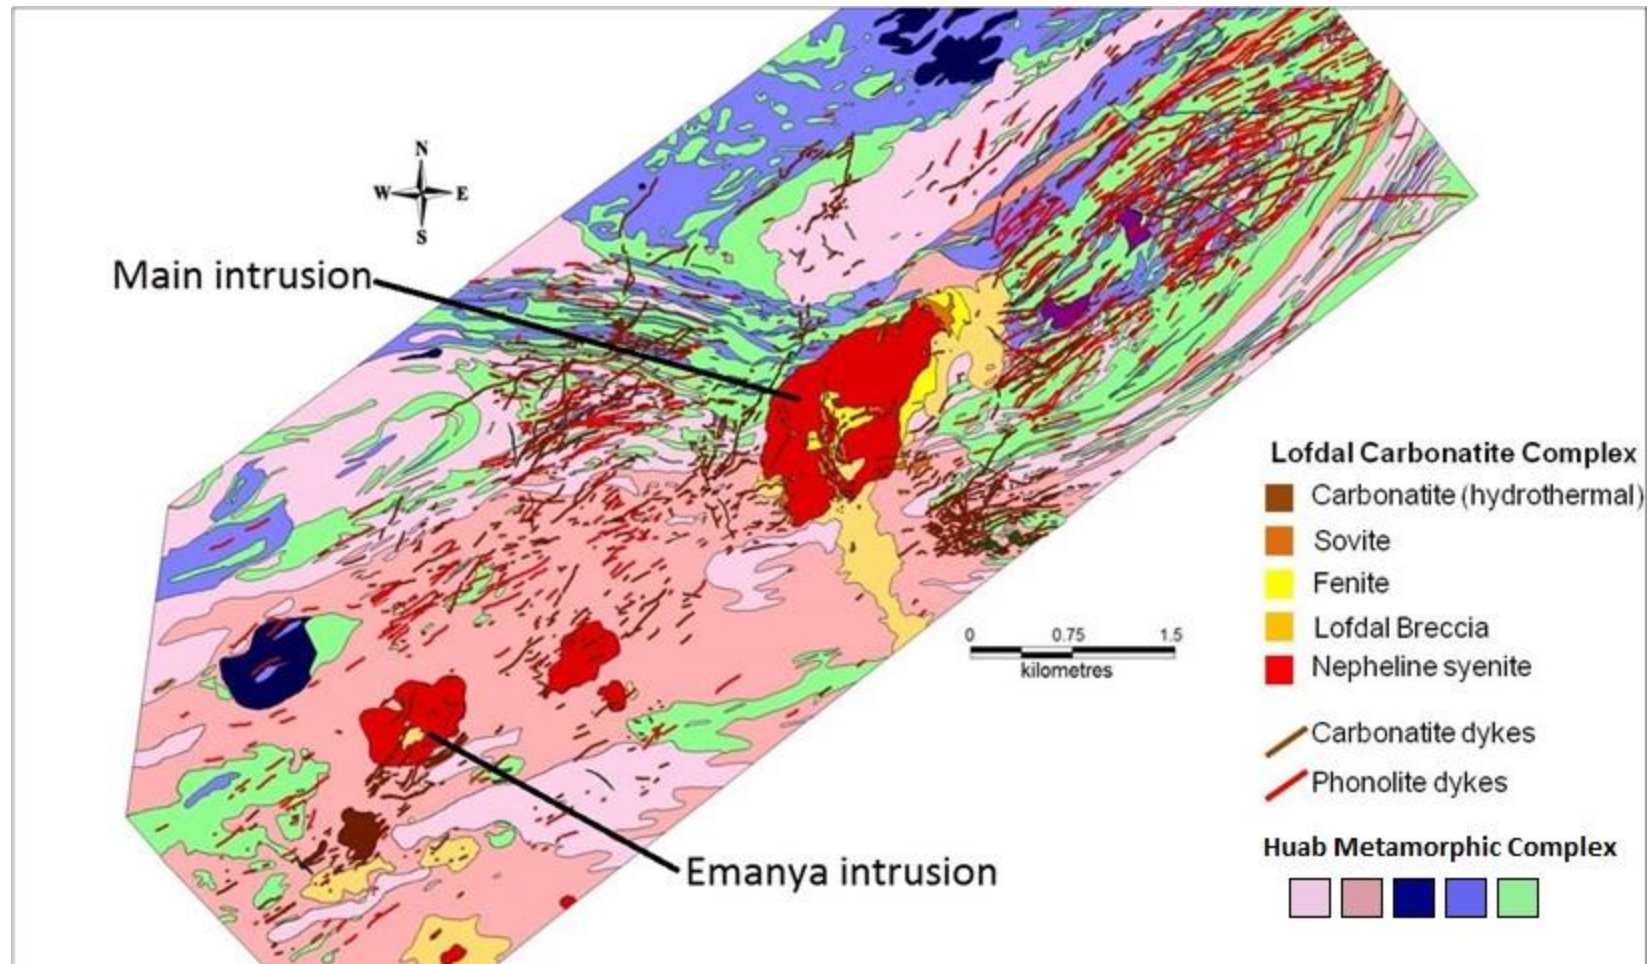 N
W E
S
Main intrusion
Emanya intrusion
0 0.75 1.5
kilometres
Lofdal Carbonatite Complex
Carbonatite (hydrothermal)
Sovite
Fenite
Lofdal Breccia
Nepheline syenite
Carbonatite dykes
Phonolite dykes
Huab Metamorphic Complex